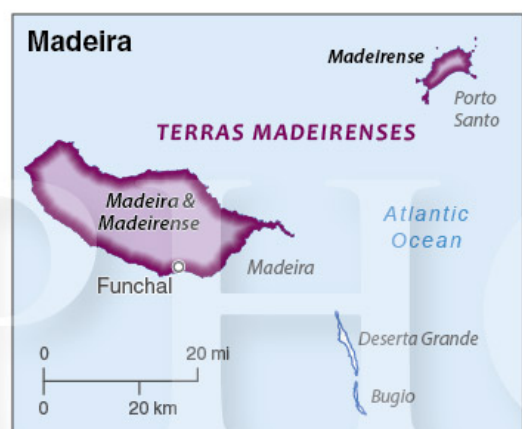 Madeira
Madeirense
Porto
Santo
TERRAS MADEIRENSES
Madeira &
Madeirense
Atlantic
Ocean
Madeira
Funchal
Deserta Grande
0 20 mi
0 20 km
Bugio